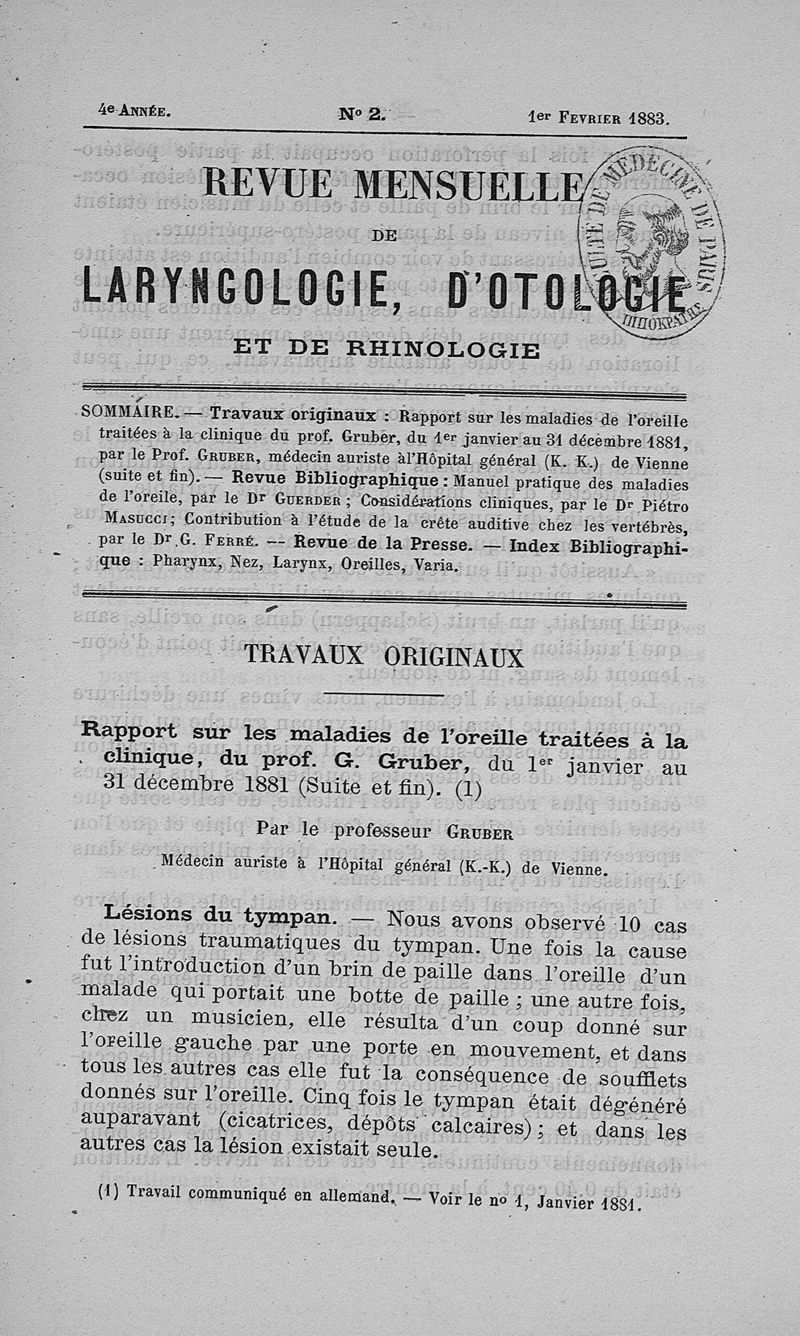 4e ANNÉE.
No 2.
1er FEVRIER 1883.
REVUE MENSUELLE
DE
LARYNGOLOGIE, D'OTOLOGIE
ET DE RHINOLOGIE
FACULTÉ DE MEDECINE DE PARIS
ΙΠΠΟΚΡΑΤΗΣ
SOMMAIRE. — Travaux originaux : Rapport sur les maladies de l'oreille
traitées à la clinique du prof. Gruber, du 1er janvier au 31 décembre 1881,
par le Prof. GRUBER, médecin auriste àl'Hôpital général (K. K.) de Vienne
(suite et fin). — Revue Bibliographique : Manuel pratique des maladies
de l'oreile, par le Dr GUERDER ; Considérations cliniques, par le Dr Piétro
MASUCCI ; Contribution à l'étude de la crête auditive chez les vertébrès,
par le Dr G. FERRÉ. — Revue de la Presse. — Index Bibliographi-
que : Pharynx, Nez, Larynx, Oreilles, Varia.
TRAVAUX ORIGINAUX
Rapport sur les maladies de l'oreille traitées à la
clinique, du prof. G. Gruber, du 1er janvier au
31 décembre 1881 (Suite et fin). (1)
Par le professeur GRUBER
Médecin auriste à l'Hôpital général (K.-K.) de Vienne.
Lésions du tympan. — Nous avons observé 10 cas
de lésions traumatiques du tympan. Une fois la cause
fut l'introduction d'un brin de paille dans l'oreille d'un
malade qui portait une botte de paille ; une autre fois,
chez un musicien, elle résulta d'un coup donné sur
l'oreille gauche par une porte en mouvement, et dans
tous les autres cas elle fut la conséquence de soufflets
donnés sur l'oreille. Cinq fois le tympan était dégénéré
auparavant (cicatrices, dépôts calcaires) ; et dans les
autres cas la lésion existait seule.
(1) Travail communiqué en allemand. — Voir le no 1, Janvier 1881.